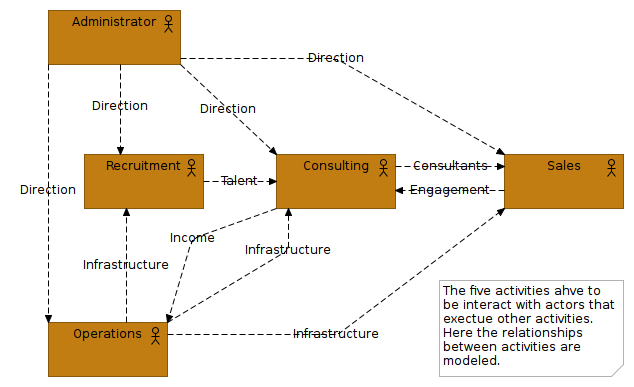 Administrator
Direction
Direction
Direction
Recruitment
Consulting
Consultants
Sales
Talent
Direction
Engagement
Income
Infrastructure
Infrastructure
The five activities ahve to
be interact with actors that
exectue other activities.
Here the relationships
between activities are
modeled.
Operations
Infrastructure